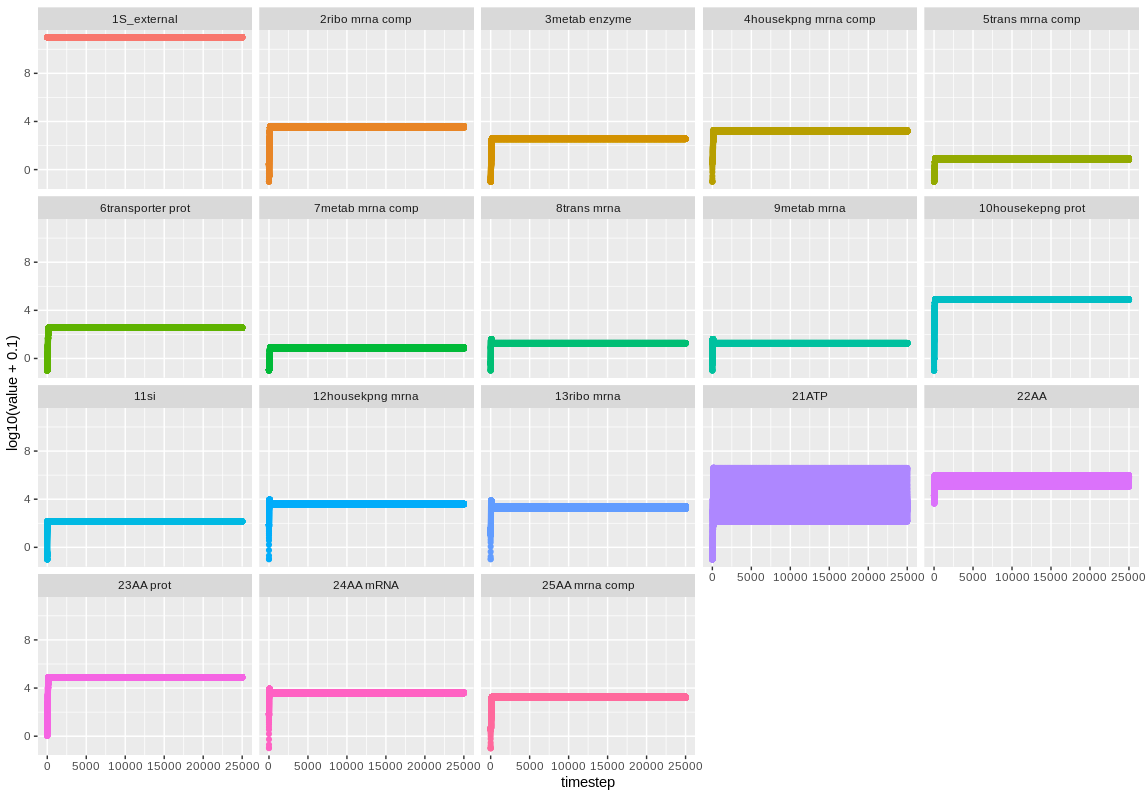 1S_external
2ribo mrna comp
3metab enzyme
4housekpng mrna comp
5trans mrna comp
8
4
0
6transporter prot
7metab mrna comp
8trans mrna
9metab mrna
10housekepng prot
8
4
0
log10(value + 0.1)
11si
12housekpng mrna
13ribo mrna
21ATP
22AA
8
4
0
0 5000 10000 15000 20000 25000
0 5000 10000 15000 20000 25000
23AA prot
24AA mRNA
25AA mrna comp
8
4
0
0 5000 10000 15000 20000 25000
0 5000 10000 15000 20000 25000
0 5000 10000 15000 20000 25000
timestep